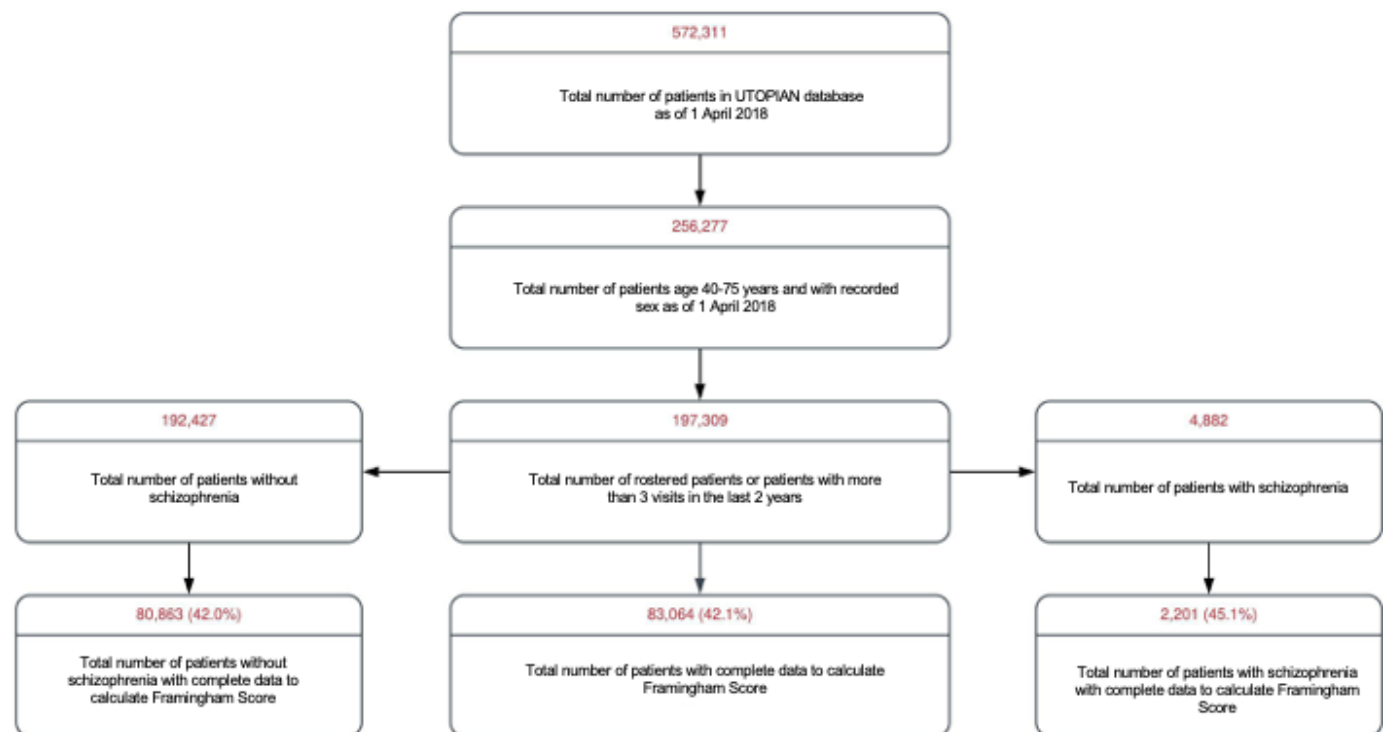 572,311
Total number of patients in UTOPIAN database
as of 1 April 2018
256,277
Total number of patients age 40-75 years and with recorded
sex as of 1 April 2018
192,427
Total number of patients without
schizophrenia
197,309
Total number of rostered patients or patients with more
than 3 visits in the last 2 years
4,882
Total number of patients with schizophrenia
80,863 (42.0%)
Total number of patients without
schizophrenia with complete data to
calculate Framingham Score
83,064 (42.1%)
Total number of patients with complete data to calculate
Framingham Score
2,201 (45.1%)
Total number of patients with schizophrenia
with complete data to calculate Framingham
Score